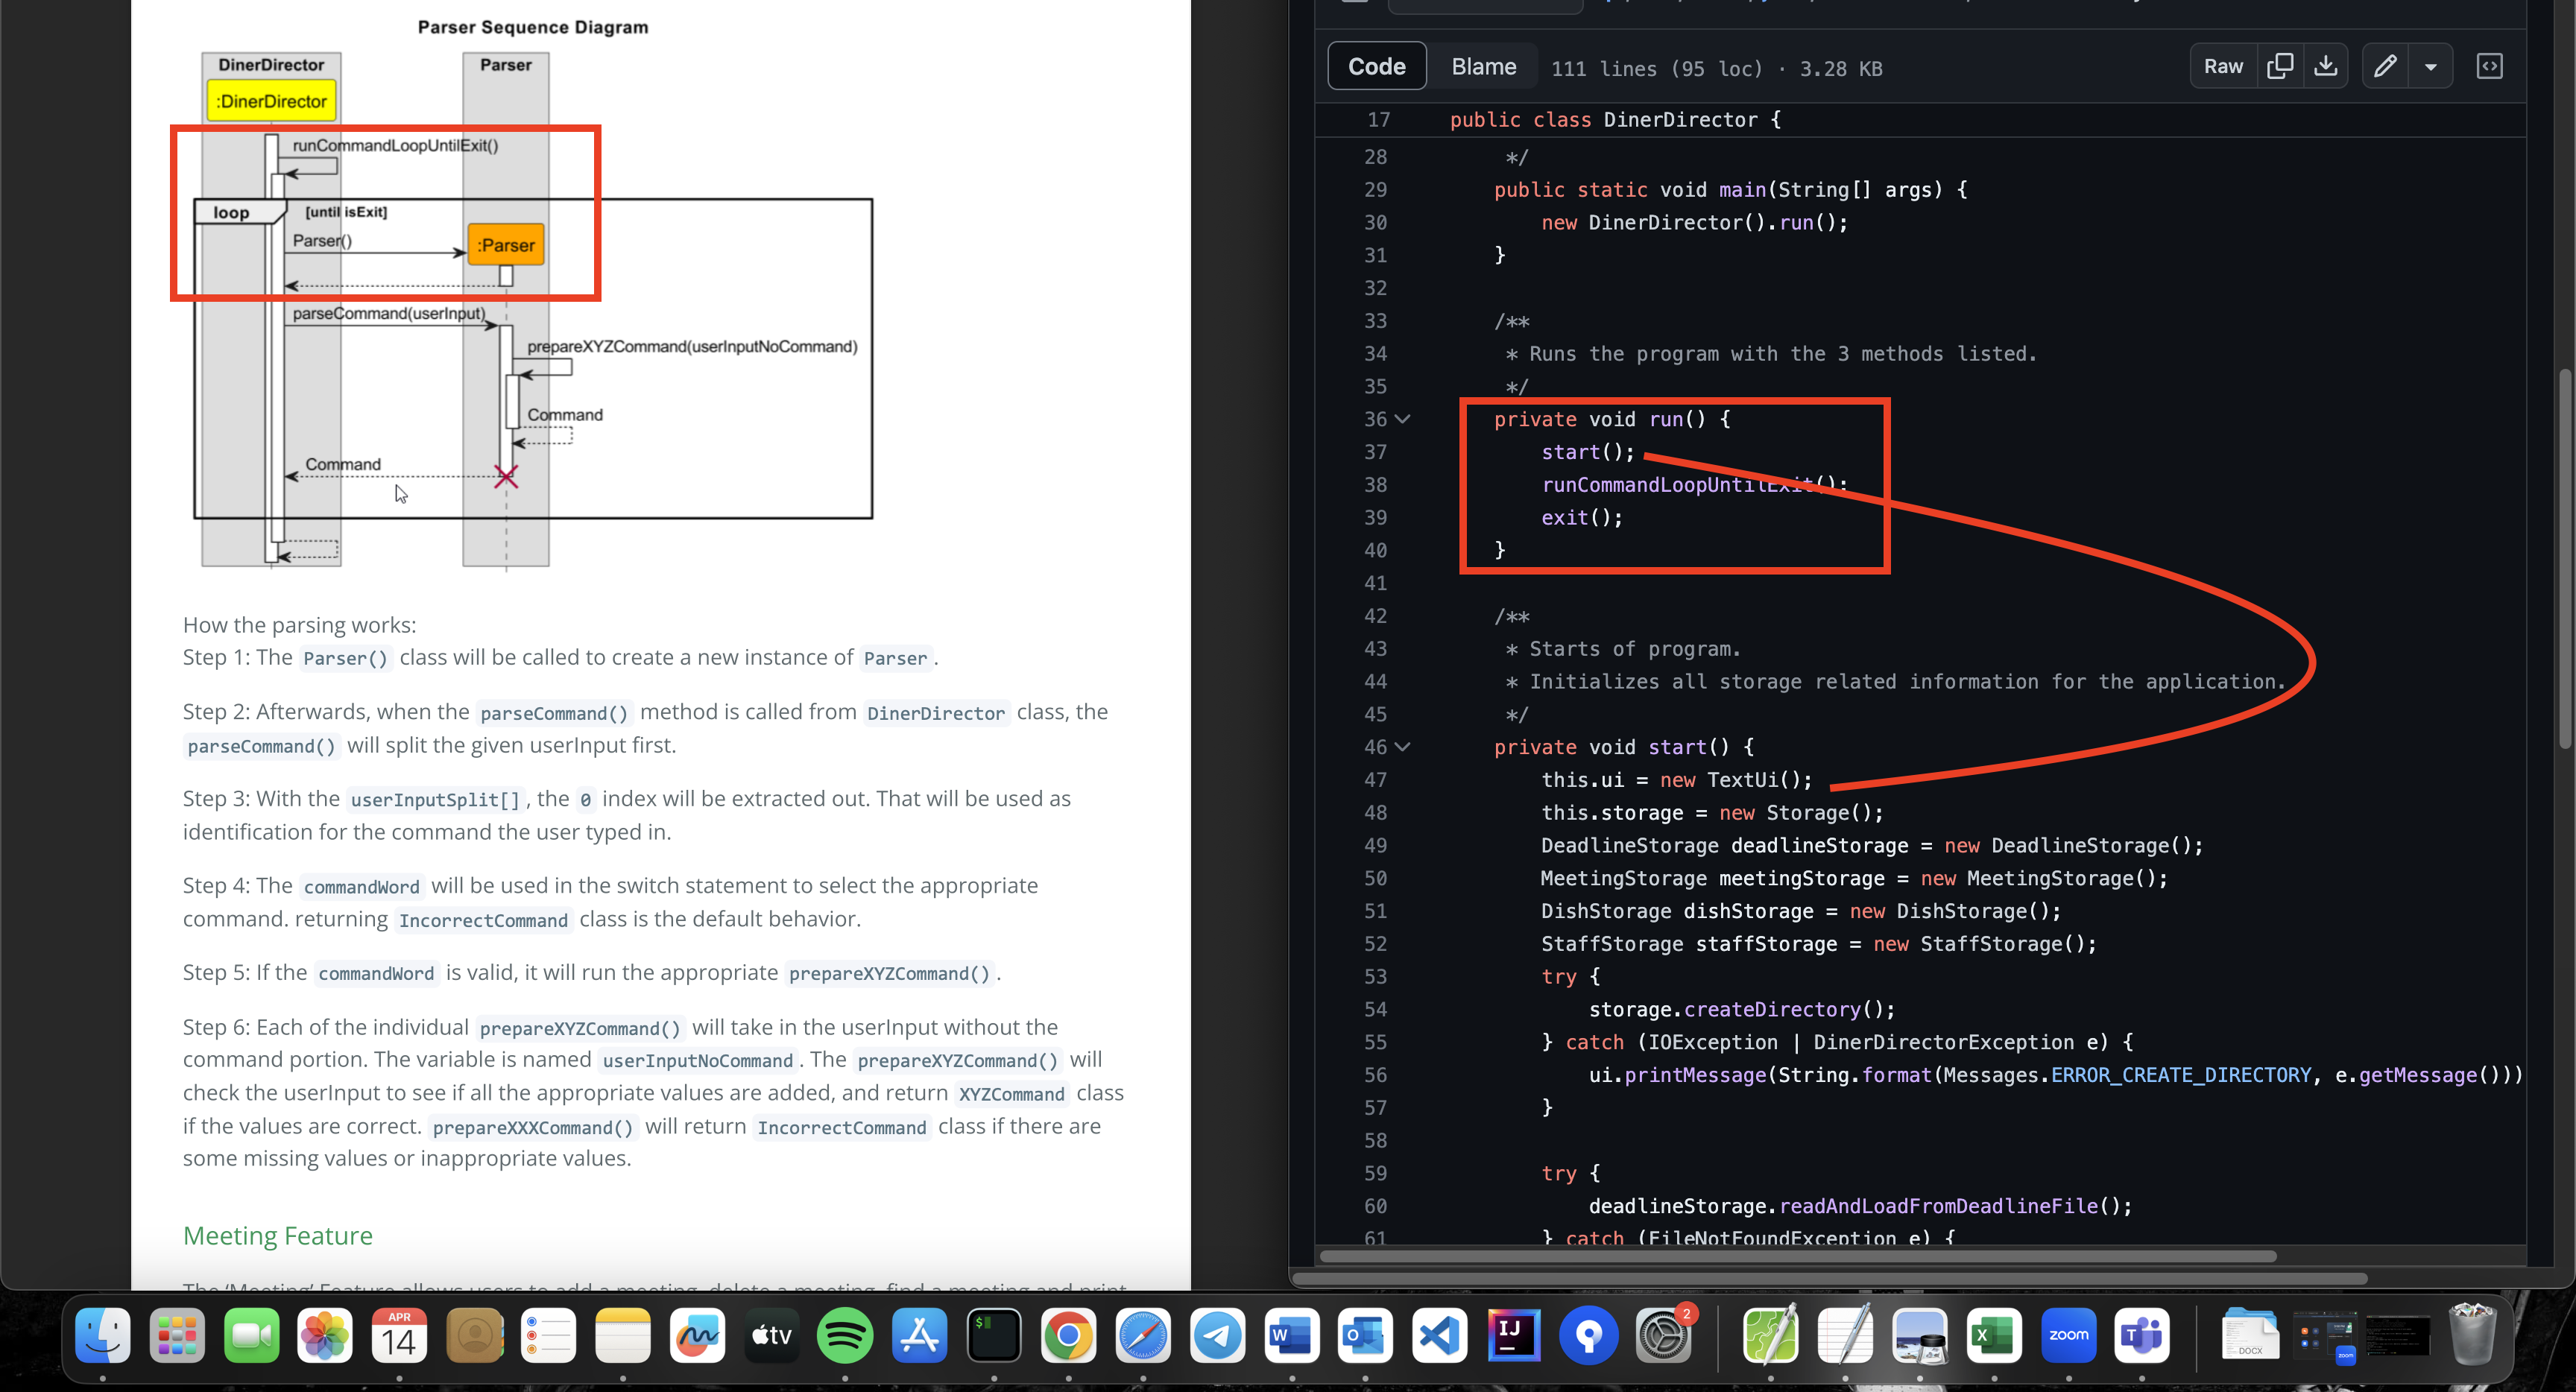 Parser Sequence Diagram
DinerDirector
Parser
:DinerDirector
runCommandLoopUntilExit()
loop
[until isExit]
Parser()
:Parser
parseCommand(userInput)
prepareXYZCommand(userInputNoCommand)
Command
Command
How the parsing works:
Step 1: The Parser() class will be called to create a new instance of Parser.
Step 2: Afterwards, when the parseCommand() method is called from DinerDirector class, the
parseCommand() will split the given userInput first.
Step 3: With the userInputSplit[], the 0 index will be extracted out. That will be used as
identification for the command the user typed in.
Step 4: The commandWord will be used in the switch statement to select the appropriate
command. returning IncorrectCommand class is the default behavior.
Step 5: If the commandWord is valid, it will run the appropriate prepareXYZCommand().
Step 6: Each of the individual prepareXYZCommand() will take in the userInput without the
command portion. The variable is named userInputNoCommand. The prepareXYZCommand() will
check the userInput to see if all the appropriate values are added, and return XYZCommand class
if the values are correct. prepareXXXCommand() will return IncorrectCommand class if there are
some missing values or inappropriate values.
Meeting Feature
The 'Meeting' Feature allows users to add a meeting, delete a meeting, find a meeting and print
Code Blame 111 lines (95 loc) · 3.28 KB Raw
17 public class DinerDirector {
28 */
29 public static void main(String[] args) {
30 new DinerDirector().run();
31 }
32
33 /**
34 * Runs the program with the 3 methods listed.
35 */
36 private void run() {
37 start();
38 runCommandLoopUntilExit();
39 exit();
40 }
41
42 /**
43 * Starts of program.
44 * Initializes all storage related information for the application.
45 */
46 private void start() {
47 this.ui = new TextUi();
48 this.storage = new Storage();
49 DeadlineStorage deadlineStorage = new DeadlineStorage();
50 MeetingStorage meetingStorage = new MeetingStorage();
51 DishStorage dishStorage = new DishStorage();
52 StaffStorage staffStorage = new StaffStorage();
53 try {
54 storage.createDirectory();
55 } catch (IOException | DinerDirectorException e) {
56 ui.printMessage(String.format(Messages.ERROR_CREATE_DIRECTORY, e.getMessage()))
57 }
58
59 try {
60 deadlineStorage.readAndLoadFromDeadlineFile();
61 } catch (FileNotFoundException e) {
APR
14
tv
$
W
O
IJ
2
X
zoom
T
DOCX
zoom